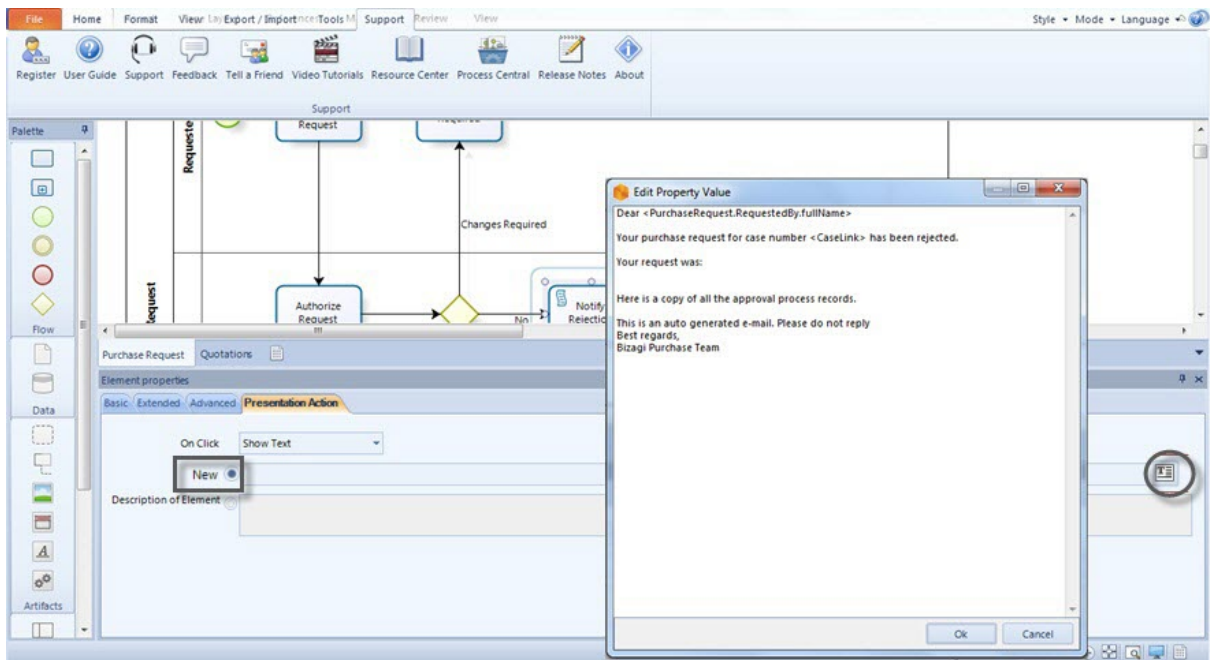 File Home Format View Export / Import Tools Support Review View Style Mode Language
Register User Guide Support Feedback Tell a Friend Video Tutorials Resource Center Process Central Release Notes About
Support
Palette
Flow
Data
Artifacts
Request
Changes Required
Authorize
Request
No
Notify
Purchase Request Quotations
Element properties
Basic Extended Advanced Presentation Action
On Click Show Text
New
Description of Element
Edit Property Value
Dear <PurchaseRequest.RequestedBy.fullName>
Your purchase request for case number <CaseLink> has been rejected.
Your request was:
Here is a copy of all the approval process records.
This is an auto generated e-mail. Please do not reply
Best regards,
Bizagi Purchase Team
Ok Cancel